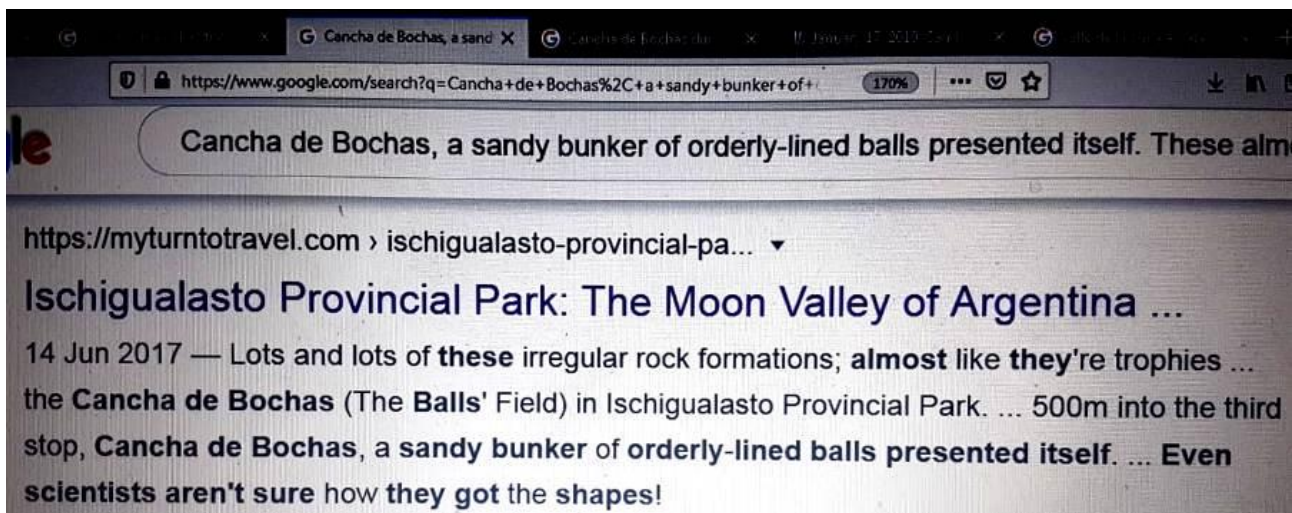 Cancha de Bochas, a sand
https://www.google.com/search?q=Cancha+de+Bochas%2C+a+sandy+bunker+of+
170%
le
Cancha de Bochas, a sandy bunker of orderly-lined balls presented itself. These alm
https://myturntotravel.com › ischigualasto-provincial-pa...
Ischigualasto Provincial Park: The Moon Valley of Argentina ...
14 Jun 2017 — Lots and lots of these irregular rock formations; almost like they're trophies ...
the Cancha de Bochas (The Balls' Field) in Ischigualasto Provincial Park. ... 500m into the third
stop, Cancha de Bochas, a sandy bunker of orderly-lined balls presented itself. ... Even
scientists aren't sure how they got the shapes!